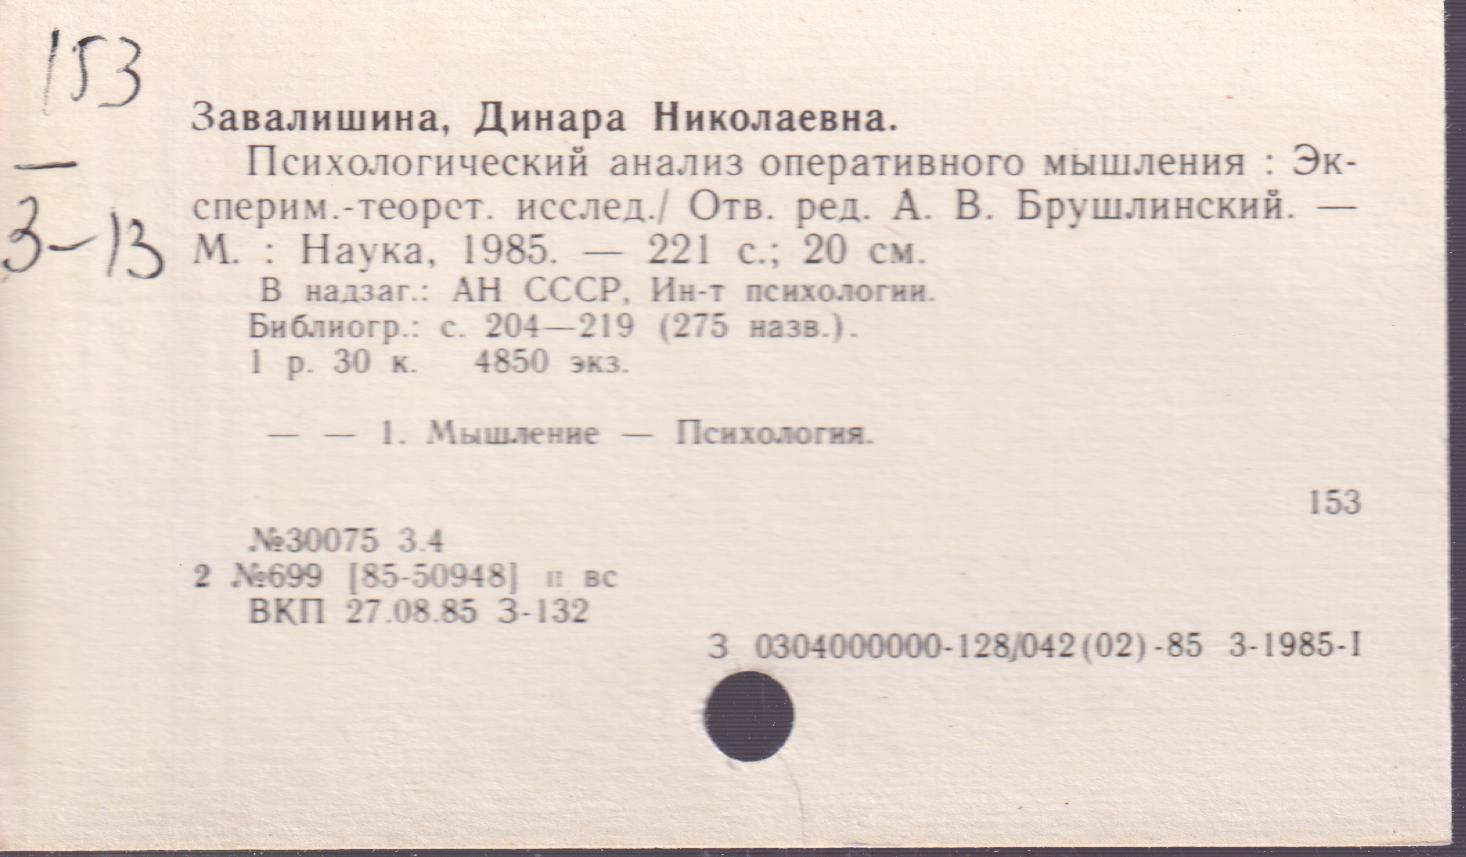 153
—
З-13
Завалишина, Динара Николаевна.
Психологический анализ оперативного мышления : Эк-
сперим.-теорет. исслед./ Отв. ред. А. В. Брушлинский. —
М. : Наука, 1985. — 221 с.; 20 см.
В надзаг.: АН СССР, Ин-т психологии.
Библиогр.: с. 204—219 (275 назв.).
1 р. 30 к. 4850 экз.
— — 1. Мышление — Психология.
153
№30075 3.4
2 №699 [85-50948] п вс
ВКП 27.08.85 З-132
З 0304000000-128/042(02)-85 3-1985-I